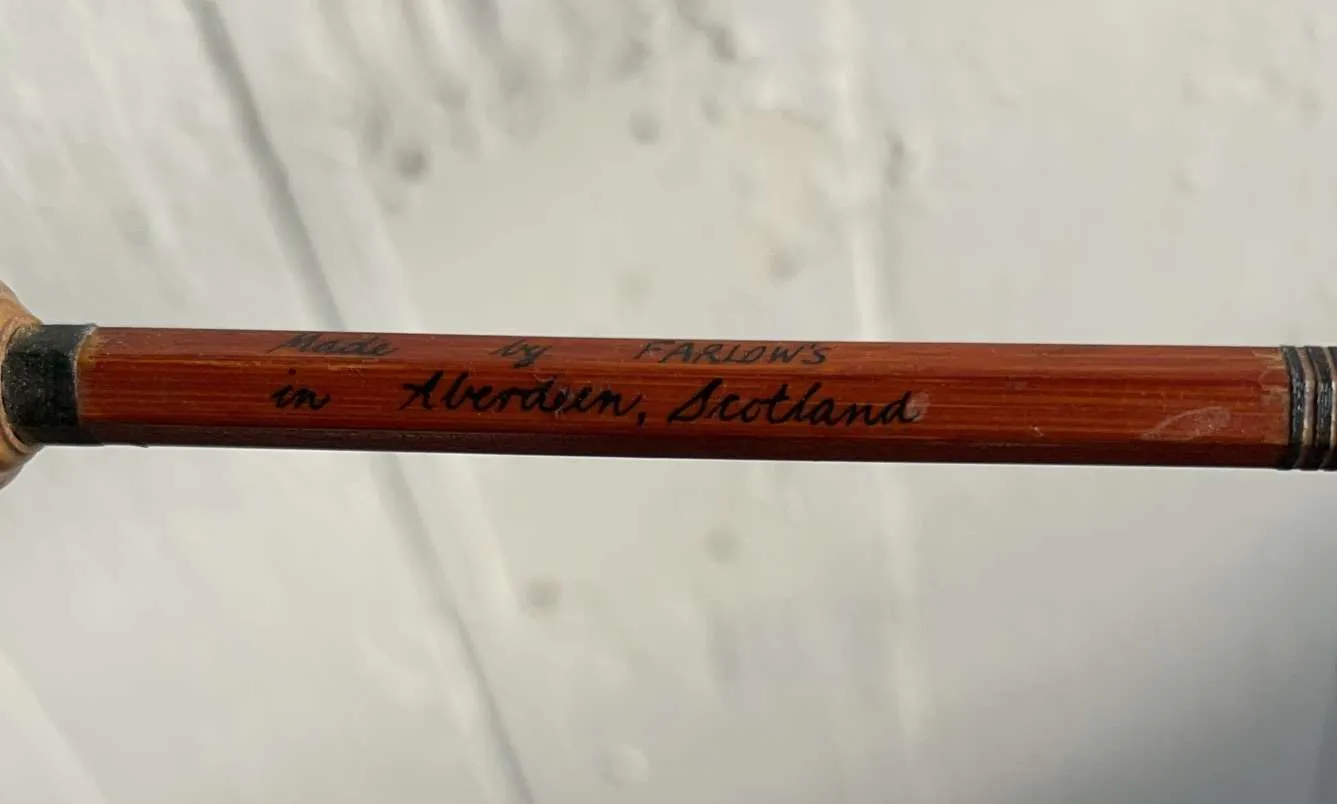 Made by FARLOW'S
in Aberdeen, Scotland